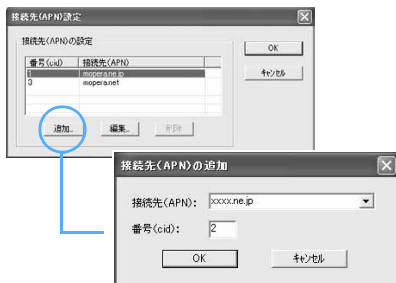 接続先(APN)設定
接続先(APN)の設定
番号(cid) 接続先(APN)
1 mopera.ne.jp
3 mopera.net
追加... 編集... 削除
OK
キャンセル
接続先(APN)の追加
接続先(APN): xxxx.ne.jp
番号(cid): 2
OK キャンセル